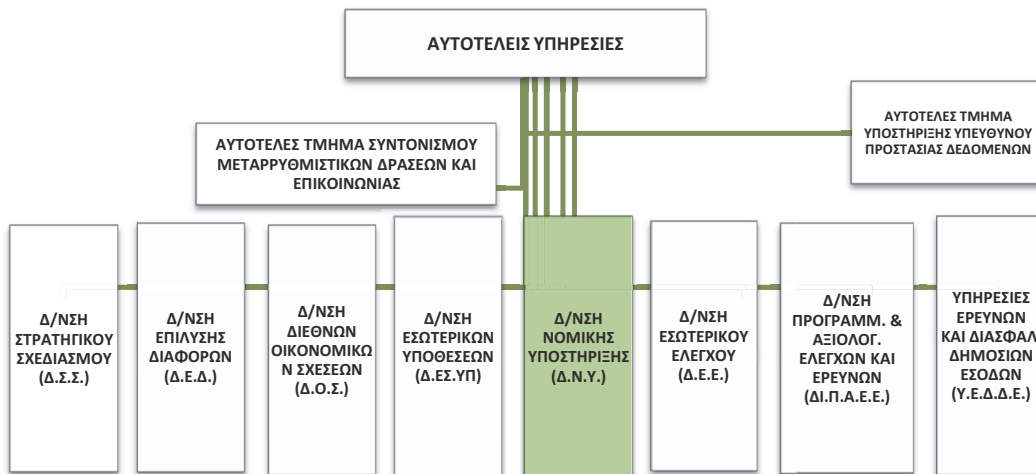 ΑΥΤΟΤΕΛΕΙΣ ΥΠΗΡΕΣΙΕΣ
ΑΥΤΟΤΕΛΕΣ ΤΜΗΜΑ ΣΥΝΤΟΝΙΣΜΟΥ
ΜΕΤΑΡΡΥΘΜΙΣΤΙΚΩΝ ΔΡΑΣΕΩΝ ΚΑΙ
ΕΠΙΚΟΙΝΩΝΙΑΣ
ΑΥΤΟΤΕΛΕΣ ΤΜΗΜΑ
ΥΠΟΣΤΗΡΙΞΗΣ ΥΠΕΥΘΥΝΟΥ
ΠΡΟΣΤΑΣΙΑΣ ΔΕΔΟΜΕΝΩΝ
Δ/ΝΣΗ
ΣΤΡΑΤΗΓΙΚΟΥ
ΣΧΕΔΙΑΣΜΟΥ
(Δ.Σ.Σ.)
Δ/ΝΣΗ
ΕΠΙΛΥΣΗΣ
ΔΙΑΦΟΡΩΝ
(Δ.Ε.Δ.)
Δ/ΝΣΗ
ΔΙΕΘΝΩΝ
ΟΙΚΟΝΟΜΙΚΩ
Ν ΣΧΕΣΕΩΝ
(Δ.Ο.Σ.)
Δ/ΝΣΗ
ΕΣΩΤΕΡΙΚΩΝ
ΥΠΟΘΕΣΕΩΝ
(Δ.ΕΣ.ΥΠ)
Δ/ΝΣΗ
ΝΟΜΙΚΗΣ
ΥΠΟΣΤΗΡΙΞΗΣ
(Δ.Ν.Υ.)
Δ/ΝΣΗ
ΕΣΩΤΕΡΙΚΟΥ
ΕΛΕΓΧΟΥ
(Δ.Ε.Ε.)
Δ/ΝΣΗ
ΠΡΟΓΡΑΜΜ. &
ΑΞΙΟΛΟΓ.
ΕΛΕΓΧΩΝ ΚΑΙ
ΕΡΕΥΝΩΝ
(ΔΙ.Π.Α.Ε.Ε.)
ΥΠΗΡΕΣΙΕΣ
ΕΡΕΥΝΩΝ
ΚΑΙ ΔΙΑΣΦΑΛ
ΔΗΜΟΣΙΩΝ
ΕΣΟΔΩΝ
(Υ.Ε.Δ.Δ.Ε.)